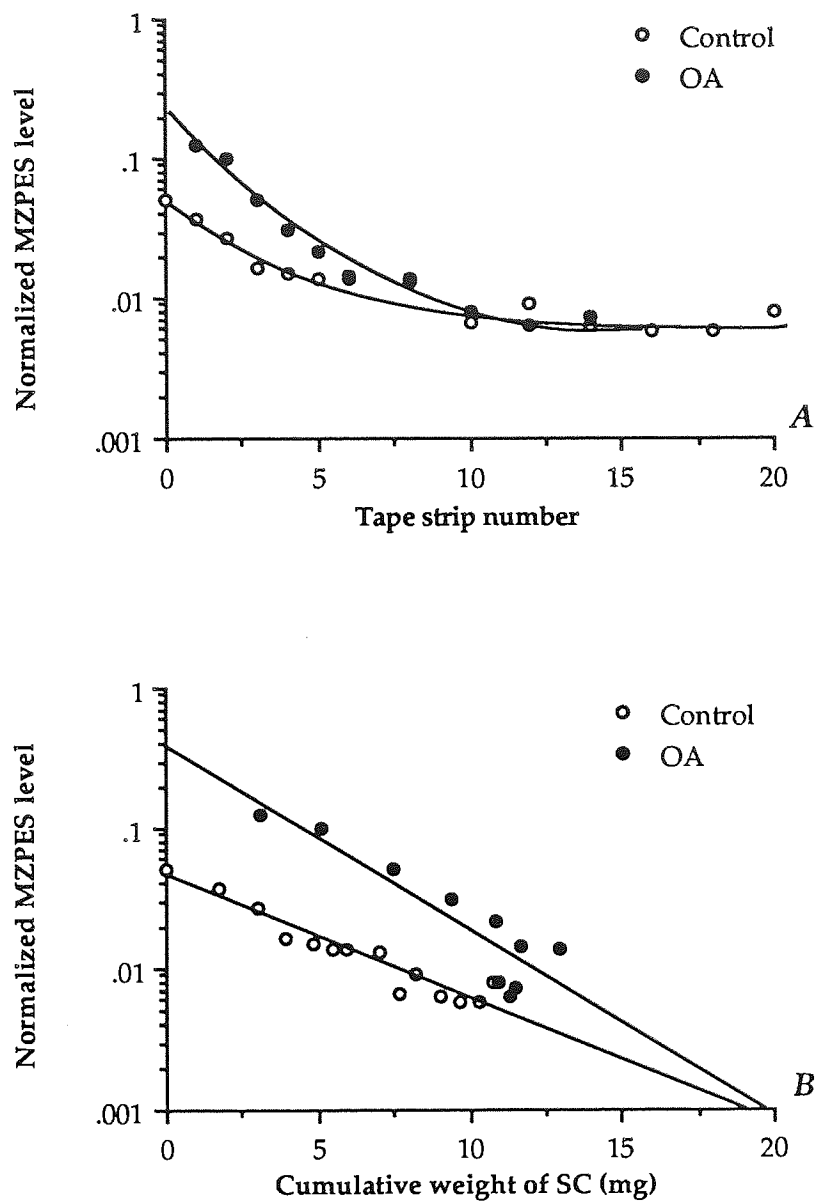 1
Control
OA
.1
.01
.001
0
5
10
15
20
Normalized MZPES level
Tape strip number
A
1
Control
OA
.1
.01
.001
0
5
10
15
20
Normalized MZPES level
Cumulative weight of SC (mg)
B